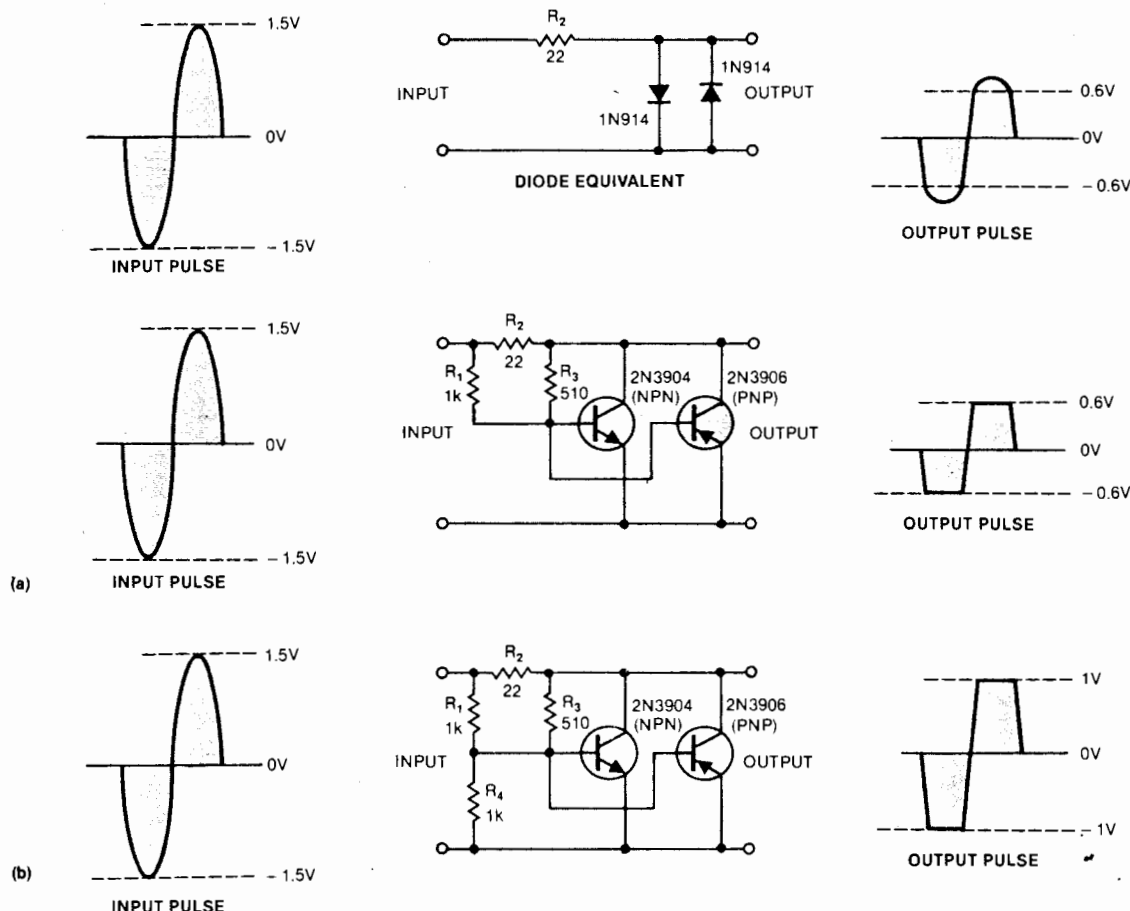 1.5V
0V
- 1.5V
INPUT PULSE
R2
22
INPUT
1N914
1N914
OUTPUT
DIODE EQUIVALENT
0.6V
0V
- 0.6V
OUTPUT PULSE
1.5V
0V
- 1.5V
INPUT PULSE
(a)
R2
22
R1
1k
R3
510
2N3904
(NPN)
2N3906
(PNP)
INPUT
OUTPUT
0.6V
0V
-0.6V
OUTPUT PULSE
1.5V
0V
- 1.5V
INPUT PULSE
(b)
R2
22
R1
1k
R3
510
2N3904
(NPN)
2N3906
(PNP)
INPUT
R4
1k
OUTPUT
1V
0V
- 1V
OUTPUT PULSE